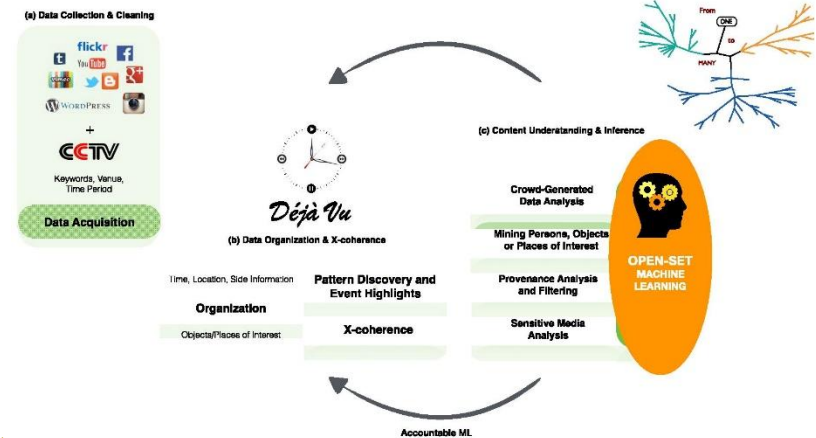 (a) Data Collection & Cleaning
flickr
t
f
You Tube
g+
WORDPRESS
+
CCTV
Keywords, Venue,
Time Period
Data Acquisition
Déjà Vu
(b) Data Organization & X-coherence
Time, Location, Side Information
Organization
Objects/Places of Interest
Pattern Discovery and
Event Highlights
X-coherence
From
ONE
to
MANY
(c) Content Understanding & Inference
Crowd-Generated
Data Analysis
Mining Persons, Objects
or Places of Interest
Provenance Analysis
and Filtering
Sensitive Media
Analysis
OPEN-SET
MACHINE
LEARNING
Accountable ML